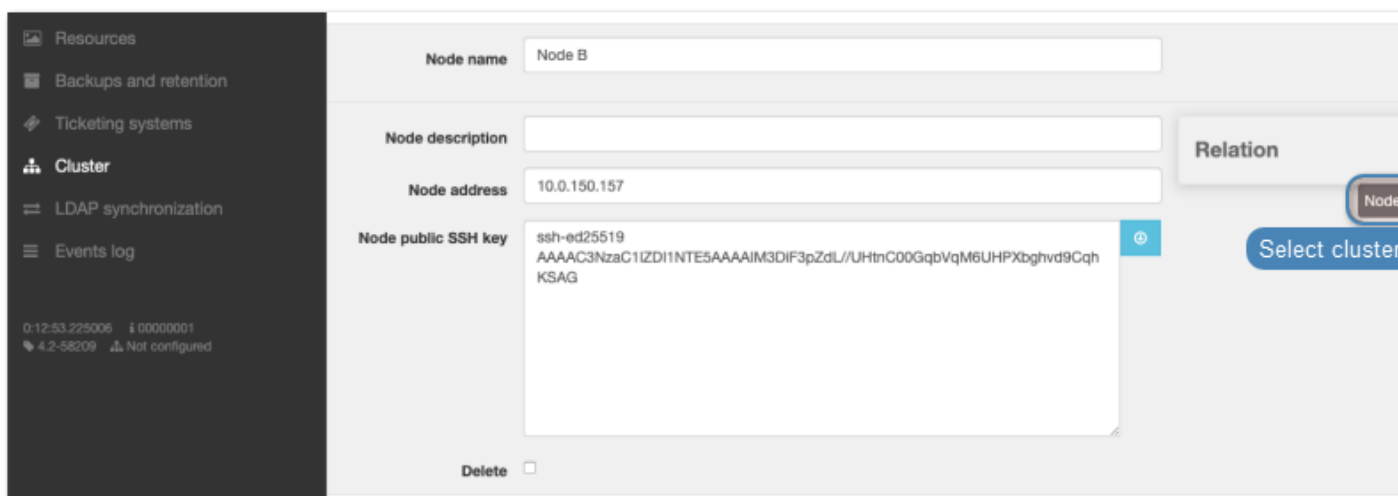 Resources
Backups and retention
Ticketing systems
Cluster
LDAP synchronization
Events log
0:12:53.225006 00000001
4.2-58209 Not configured
Node name Node B
Node description
Node address 10.0.150.157
Node public SSH key ssh-ed25519
AAAAC3NzaC1lZDI1NTE5AAAAIM3DiF3pZdL//UHtnC00GqbVqM6UHPXbghvd9Cqh
KSAG
Delete
Relation
Node
Select cluster